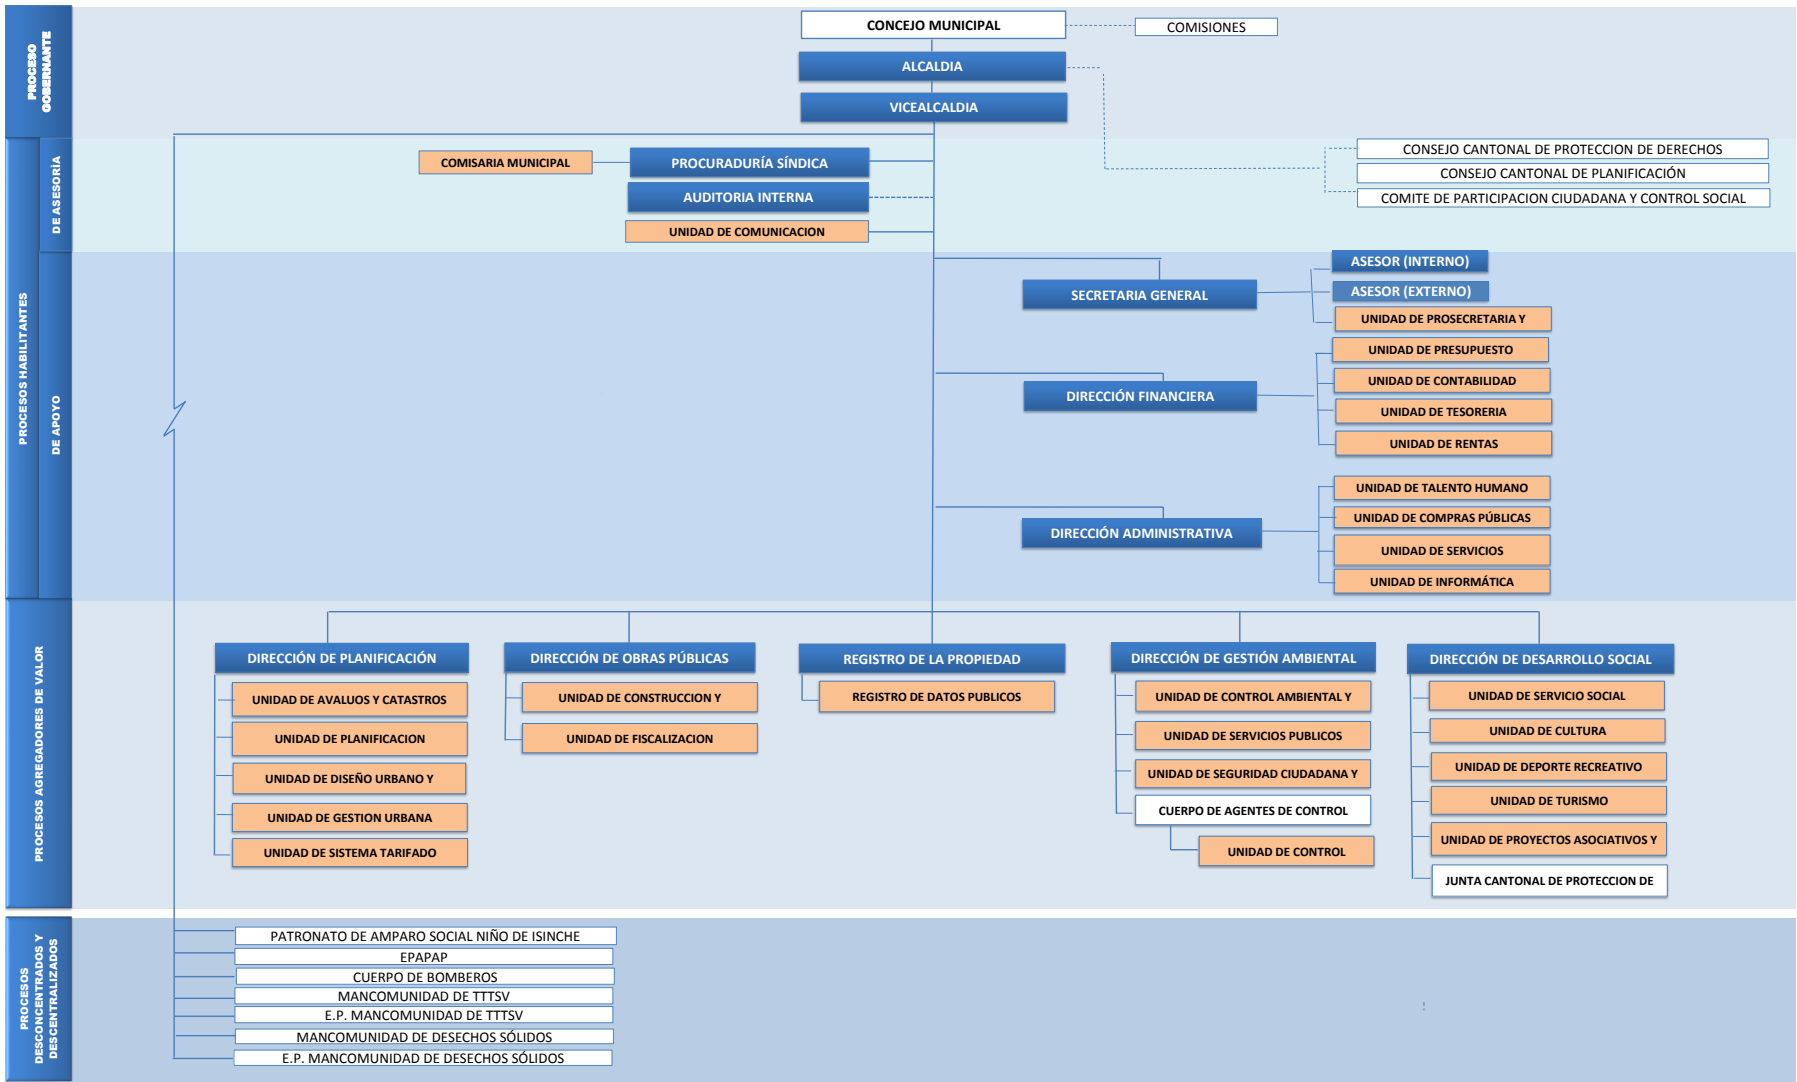 PROCESO
GOBERNANTE
CONCEJO MUNICIPAL
COMISIONES
ALCALDIA
VICEALCALDIA
PROCESOS HABILITANTES
DE ASESORÌA
COMISARIA MUNICIPAL
PROCURADURÍA SÍNDICA
AUDITORIA INTERNA
UNIDAD DE COMUNICACION
CONSEJO CANTONAL DE PROTECCION DE DERECHOS
CONSEJO CANTONAL DE PLANIFICACIÓN
COMITE DE PARTICIPACION CIUDADANA Y CONTROL SOCIAL
DE APOYO
SECRETARIA GENERAL
ASESOR (INTERNO)
ASESOR (EXTERNO)
UNIDAD DE PROSECRETARIA Y
DIRECCIÓN FINANCIERA
UNIDAD DE PRESUPUESTO
UNIDAD DE CONTABILIDAD
UNIDAD DE TESORERIA
UNIDAD DE RENTAS
DIRECCIÓN ADMINISTRATIVA
UNIDAD DE TALENTO HUMANO
UNIDAD DE COMPRAS PÚBLICAS
UNIDAD DE SERVICIOS
UNIDAD DE INFORMÁTICA
PROCESOS AGREGADORES DE VALOR
DIRECCIÓN DE PLANIFICACIÓN
UNIDAD DE AVALUOS Y CATASTROS
UNIDAD DE PLANIFICACION
UNIDAD DE DISEÑO URBANO Y
UNIDAD DE GESTION URBANA
UNIDAD DE SISTEMA TARIFADO
DIRECCIÓN DE OBRAS PÚBLICAS
UNIDAD DE CONSTRUCCION Y
UNIDAD DE FISCALIZACION
REGISTRO DE LA PROPIEDAD
REGISTRO DE DATOS PUBLICOS
DIRECCIÓN DE GESTIÓN AMBIENTAL
UNIDAD DE CONTROL AMBIENTAL Y
UNIDAD DE SERVICIOS PUBLICOS
UNIDAD DE SEGURIDAD CIUDADANA Y
CUERPO DE AGENTES DE CONTROL
UNIDAD DE CONTROL
DIRECCIÓN DE DESARROLLO SOCIAL
UNIDAD DE SERVICIO SOCIAL
UNIDAD DE CULTURA
UNIDAD DE DEPORTE RECREATIVO
UNIDAD DE TURISMO
UNIDAD DE PROYECTOS ASOCIATIVOS Y
JUNTA CANTONAL DE PROTECCION DE
PROCESOS
DESCONCENTRADOS Y
DESCENTRALIZADOS
PATRONATO DE AMPARO SOCIAL NIÑO DE ISINCHE
EPAPAP
CUERPO DE BOMBEROS
MANCOMUNIDAD DE TTTSV
E.P. MANCOMUNIDAD DE TTTSV
MANCOMUNIDAD DE DESECHOS SÓLIDOS
E.P. MANCOMUNIDAD DE DESECHOS SÓLIDOS